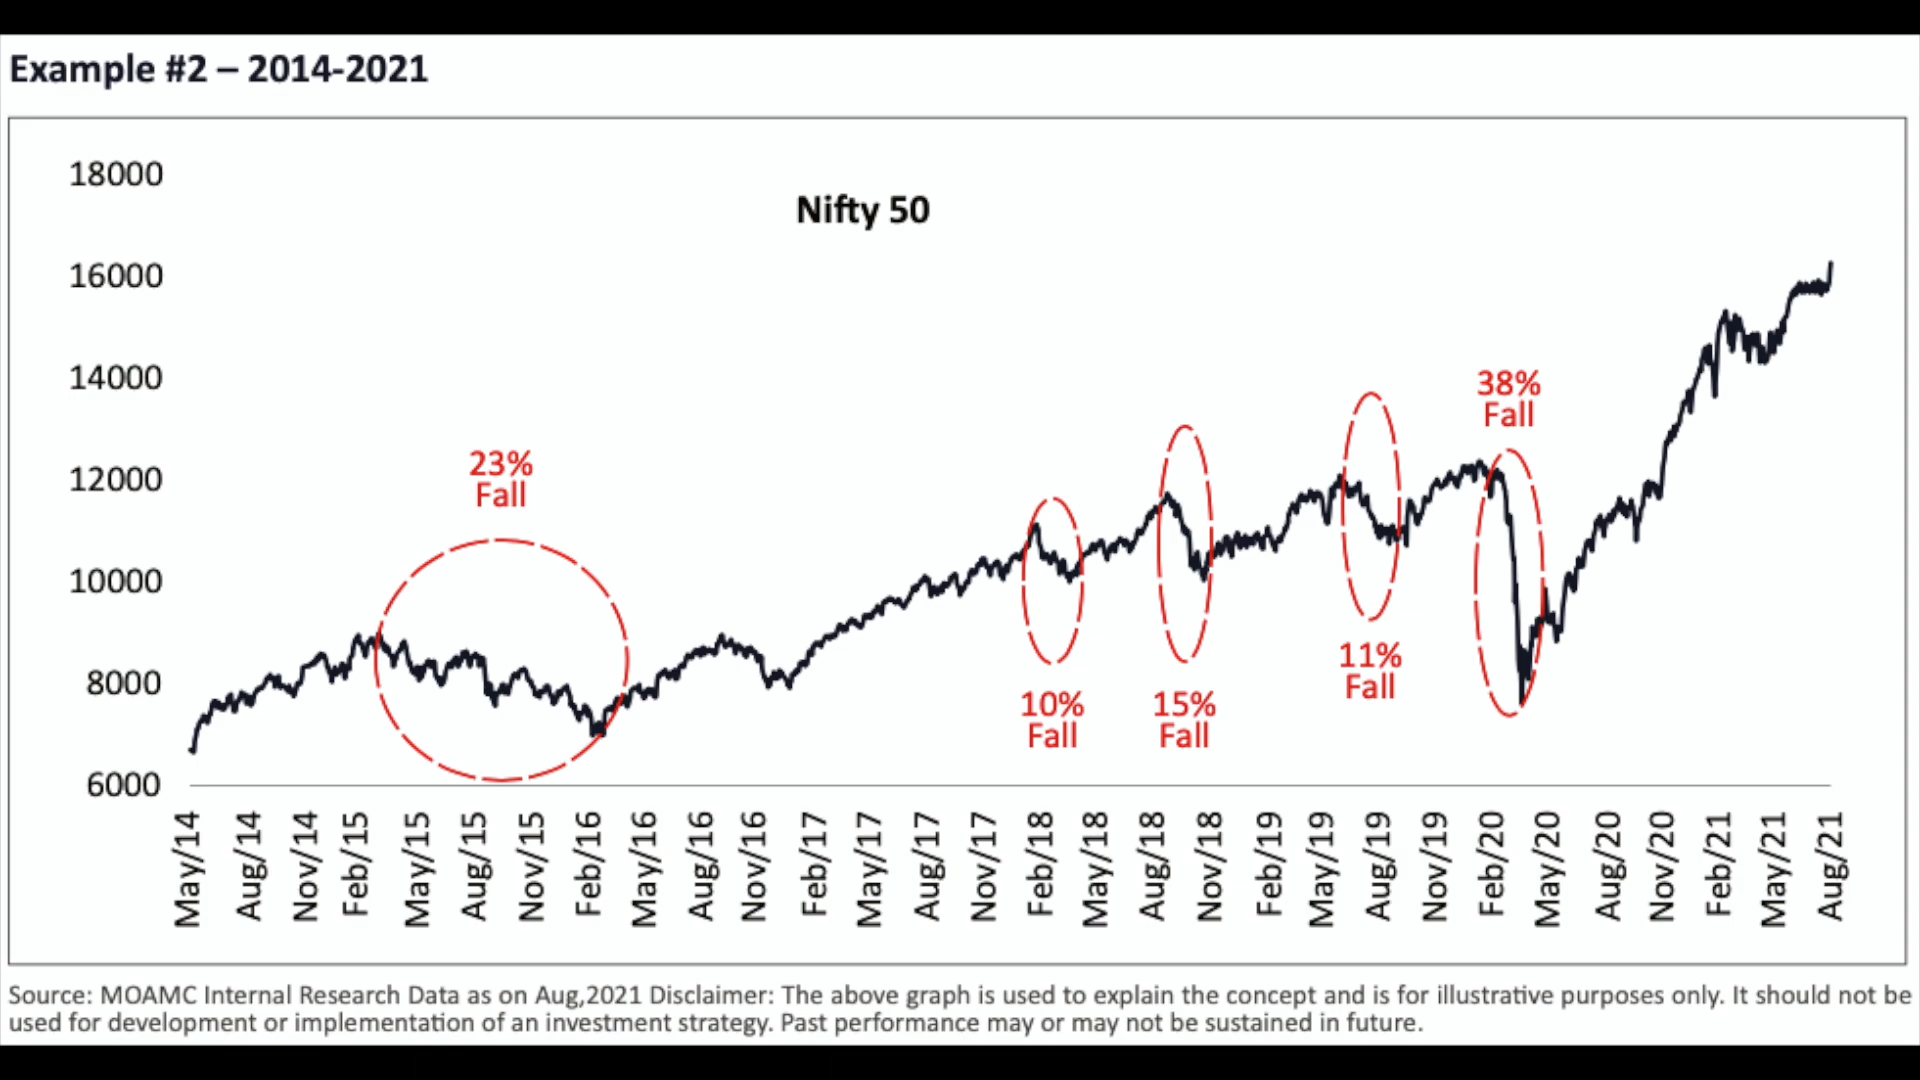 Example #2 – 2014-2021
Nifty 50
18000
16000
14000
12000
10000
8000
6000
23%
Fall
10%
Fall
15%
Fall
11%
Fall
38%
Fall
May/14
Aug/14
Nov/14
Feb/15
May/15
Aug/15
Nov/15
Feb/16
May/16
Aug/16
Nov/16
Feb/17
May/17
Aug/17
Nov/17
Feb/18
May/18
Aug/18
Nov/18
Feb/19
May/19
Aug/19
Nov/19
Feb/20
May/20
Aug/20
Nov/20
Feb/21
May/21
Aug/21
Source: MOAMC Internal Research Data as on Aug,2021 Disclaimer: The above graph is used to explain the concept and is for illustrative purposes only. It should not be
used for development or implementation of an investment strategy. Past performance may or may not be sustained in future.